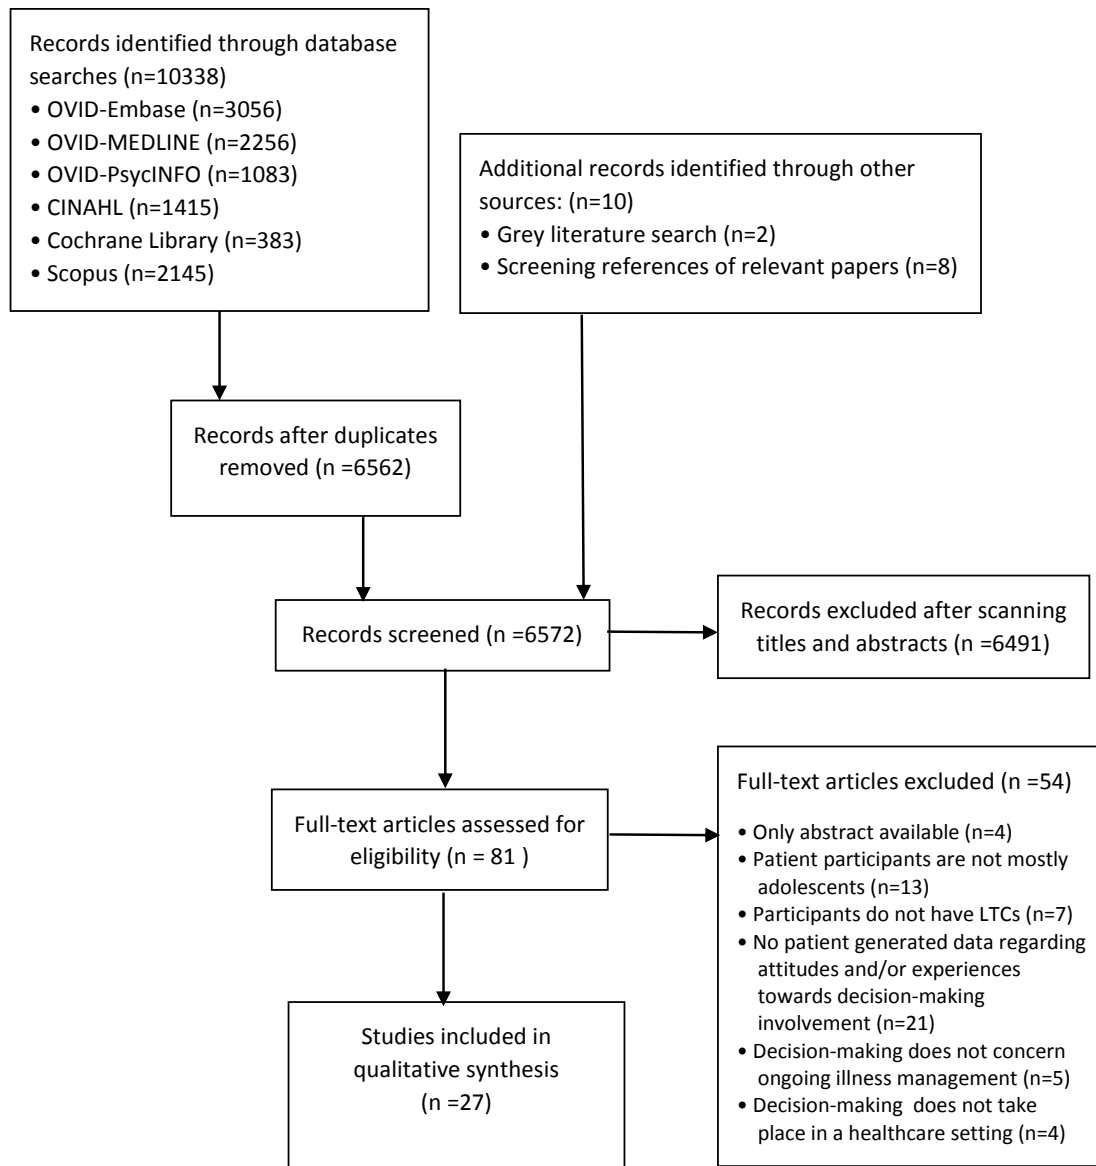 Records identified through database
searches (n=10338)
• OVID-Embase (n=3056)
• OVID-MEDLINE (n=2256)
• OVID-PsycINFO (n=1083)
• CINAHL (n=1415)
• Cochrane Library (n=383)
• Scopus (n=2145)
Additional records identified through other
sources: (n=10)
• Grey literature search (n=2)
• Screening references of relevant papers (n=8)
Records after duplicates
removed (n =6562)
Records screened (n =6572)
Records excluded after scanning
titles and abstracts (n =6491)
Full-text articles assessed for
eligibility (n = 81 )
Full-text articles excluded (n =54)
• Only abstract available (n=4)
• Patient participants are not mostly
adolescents (n=13)
• Participants do not have LTCs (n=7)
• No patient generated data regarding
attitudes and/or experiences
towards decision-making
involvement (n=21)
• Decision-making does not concern
ongoing illness management (n=5)
• Decision-making does not take
place in a healthcare setting (n=4)
Studies included in
qualitative synthesis
(n =27)